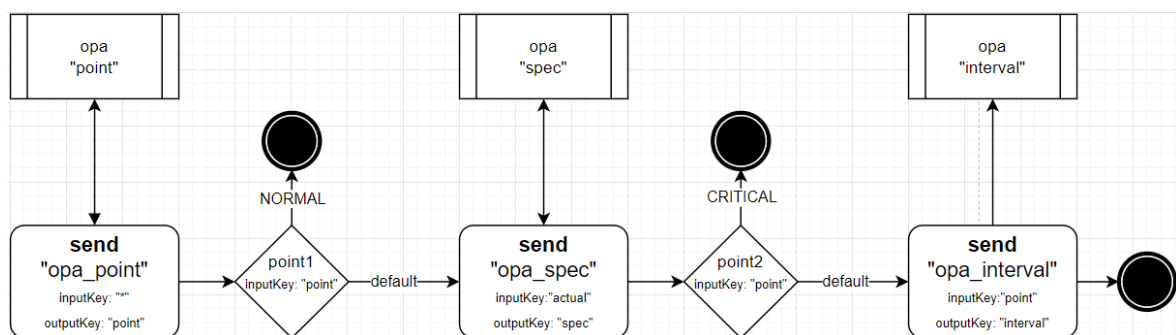 opa
"point"
opa
"spec"
opa
"interval"
NORMAL
CRITICAL
send
"opa_point"
inputKey: "*"
outputKey: "point"
point1
inputKey: "point"
default
send
"opa_spec"
inputKey:"actual"
outputKey: "spec"
point2
inputKey: "point"
default
send
"opa_interval"
inputKey:"point"
outputKey: "interval"